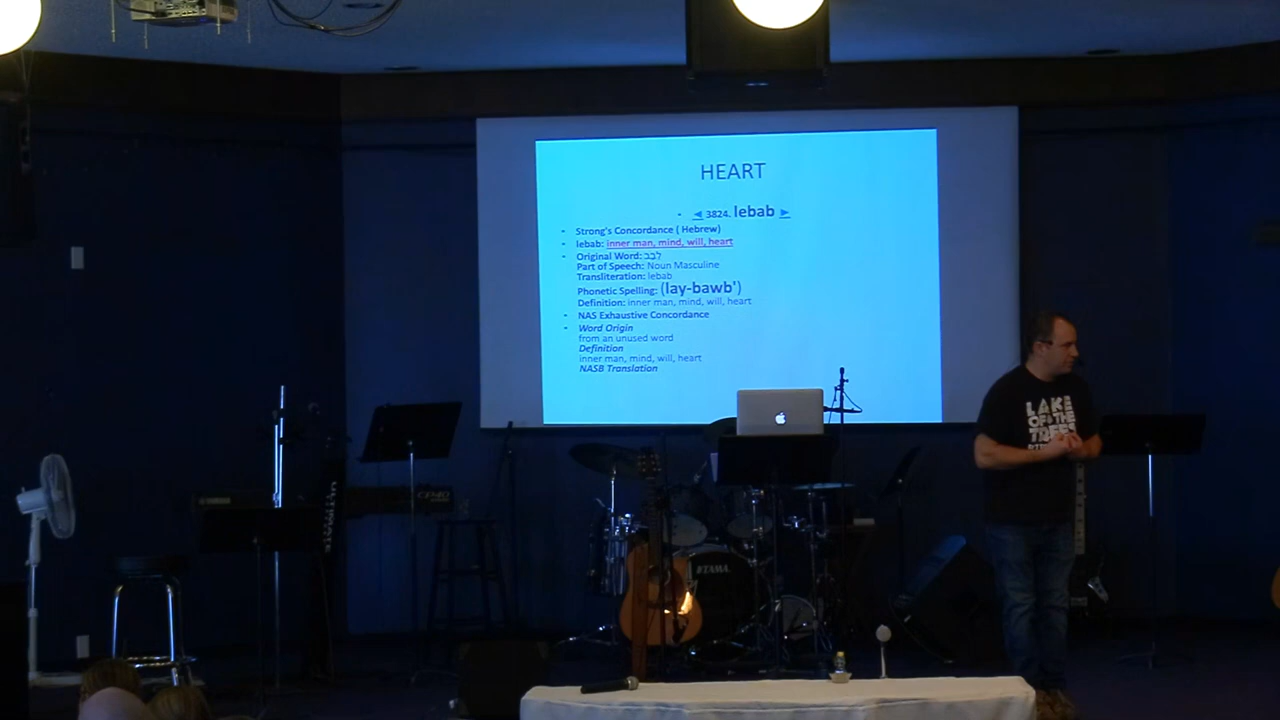 HEART
- ◄ 3824. lebab ►
- Strong's Concordance ( Hebrew)
- lebab: inner man, mind, will, heart
- Original Word: לֵבָב
Part of Speech: Noun Masculine
Transliteration: lebab
Phonetic Spelling: (lay-bawb')
Definition: inner man, mind, will, heart
- NAS Exhaustive Concordance
- Word Origin
from an unused word
Definition
inner man, mind, will, heart
NASB Translation
LAKE
OF THE
TREES
TAMA